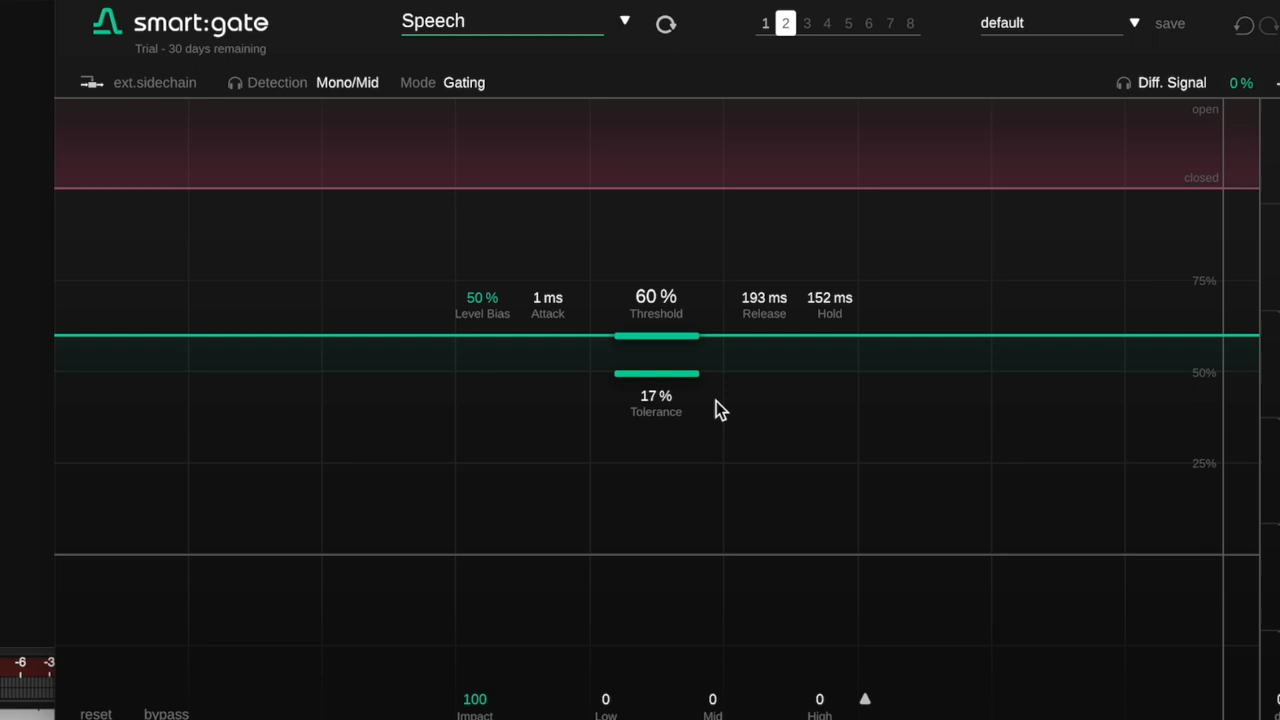 smart:gate
Trial - 30 days remaining
Speech
1 2 3 4 5 6 7 8
default
save
ext.sidechain
Detection Mono/Mid
Mode Gating
Diff. Signal
0 %
open
closed
75%
50 %
Level Bias
1 ms
Attack
60 %
Threshold
193 ms
Release
152 ms
Hold
50%
17 %
Tolerance
25%
-6 -3
100
Impact
0
Low
0
Mid
0
High
reset
bypass